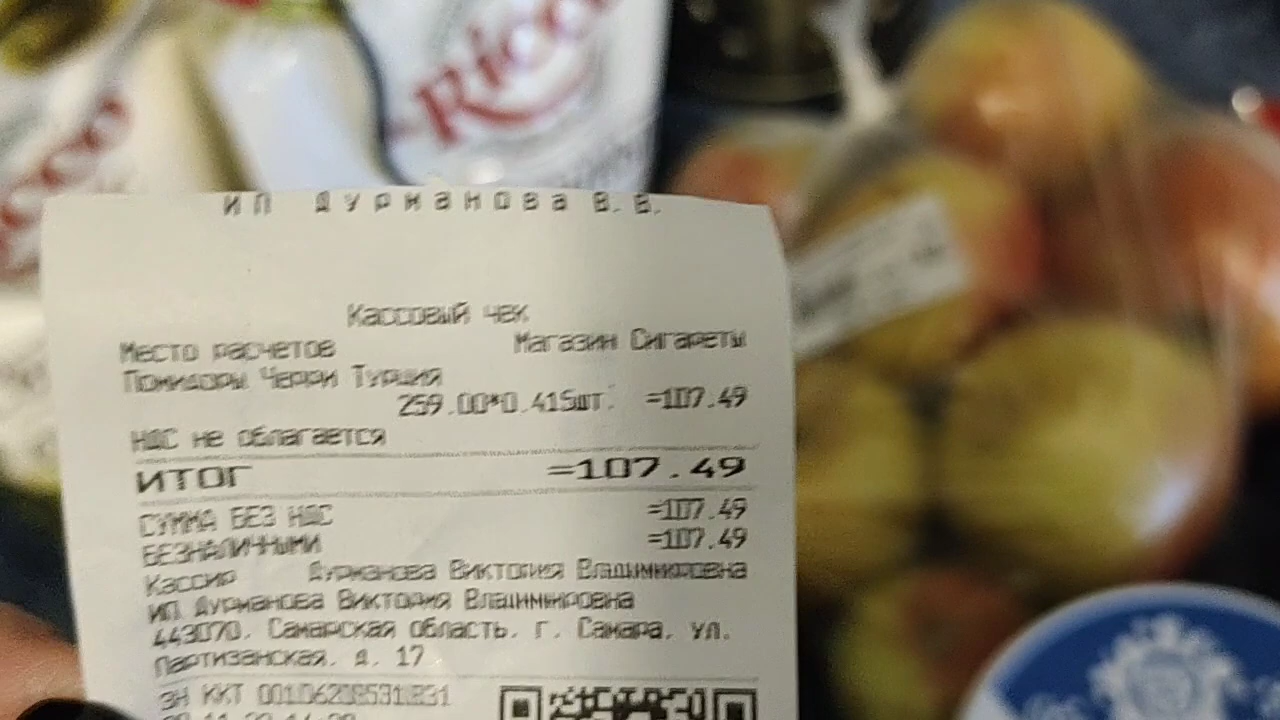 Ricco
ИП Дурманова В.В.
Кассовый чек
Место расчетов Магазин Сигареты
Помидоры Черри Турция
259.00*0.415шт. =107.49
НДС не облагается
ИТОГ =107.49
СУММА БЕЗ НДС =107.49
БЕЗНАЛИЧНЫМИ =107.49
Кассир Дурманова Виктория Владимировна
ИП Дурманова Виктория Владимировна
443070, Самарская область, г. Самара, ул.
Партизанская, д. 17
ЗН ККТ 00106208531831